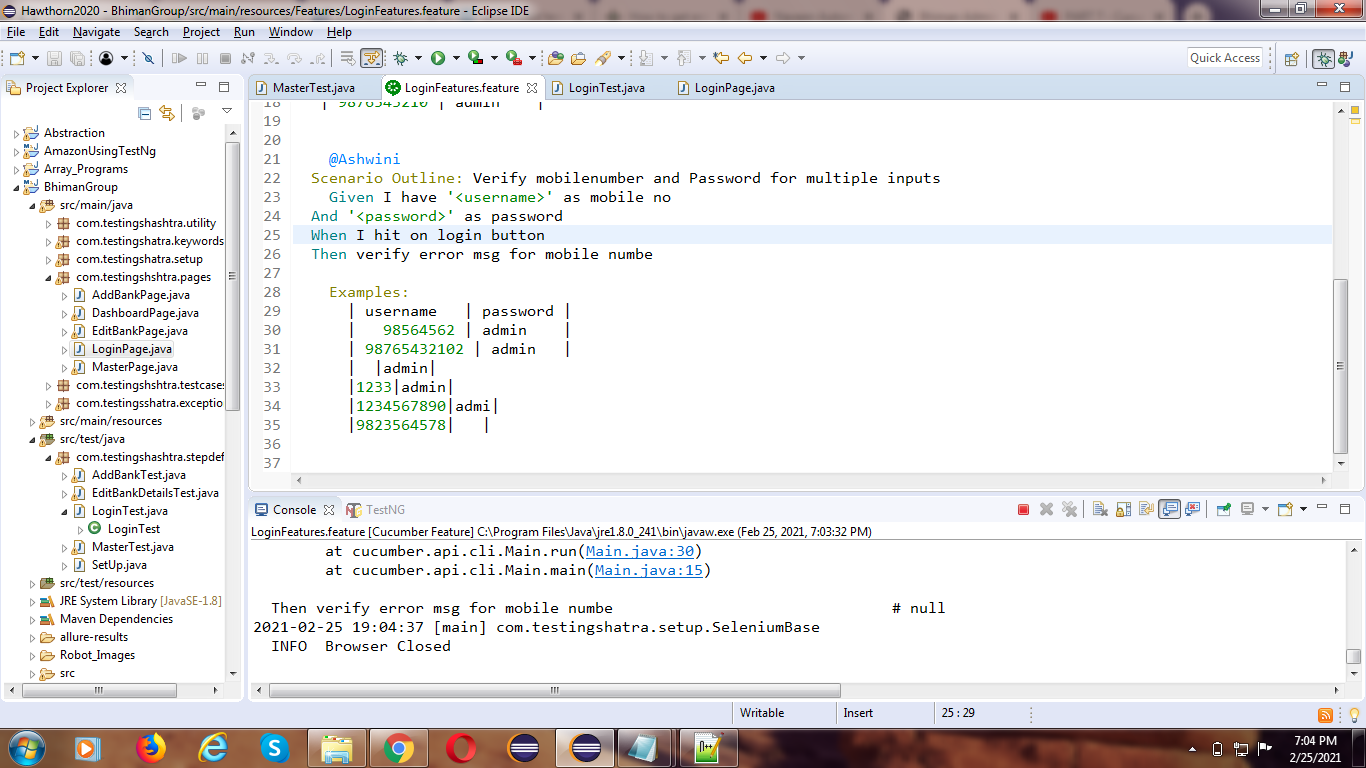 Hawthorn2020 - BhimanGroup/src/main/resources/Features/LoginFeatures.feature - Eclipse IDE
File Edit Navigate Search Project Run Window Help
Quick Access
Project Explorer
MasterTest.java LoginFeatures.feature LoginTest.java LoginPage.java
Abstraction
AmazonUsingTestNg
Array_Programs
BhimanGroup
src/main/java
com.testingshashtra.utility
com.testingshatra.keywords
com.testingshatra.setup
com.testingshshtra.pages
AddBankPage.java
DashboardPage.java
EditBankPage.java
LoginPage.java
MasterPage.java
com.testingshshtra.testcases
com.testingsshatra.exceptio
src/main/resources
src/test/java
com.testingshashtra.stepdef
AddBankTest.java
EditBankDetailsTest.java
LoginTest.java
LoginTest
MasterTest.java
SetUp.java
src/test/resources
JRE System Library [JavaSE-1.8]
Maven Dependencies
allure-results
Robot_Images
src
18 | 9876543210 | admin |
19
20
21 @Ashwini
22 Scenario Outline: Verify mobilenumber and Password for multiple inputs
23 Given I have '<username>' as mobile no
24 And '<password>' as password
25 When I hit on login button
26 Then verify error msg for mobile numbe
27
28 Examples:
29 | username | password |
30 | 98564562 | admin |
31 | 98765432102 | admin |
32 | |admin|
33 |1233|admin|
34 |1234567890|admi|
35 |9823564578| |
36
37
Console TestNG
LoginFeatures.feature [Cucumber Feature] C:\Program Files\Java\jre1.8.0_241\bin\javaw.exe (Feb 25, 2021, 7:03:32 PM)
at cucumber.api.cli.Main.run(Main.java:30)
at cucumber.api.cli.Main.main(Main.java:15)
Then verify error msg for mobile numbe # null
2021-02-25 19:04:37 [main] com.testingshatra.setup.SeleniumBase
INFO Browser Closed
Writable Insert 25 : 29
7:04 PM
2/25/2021